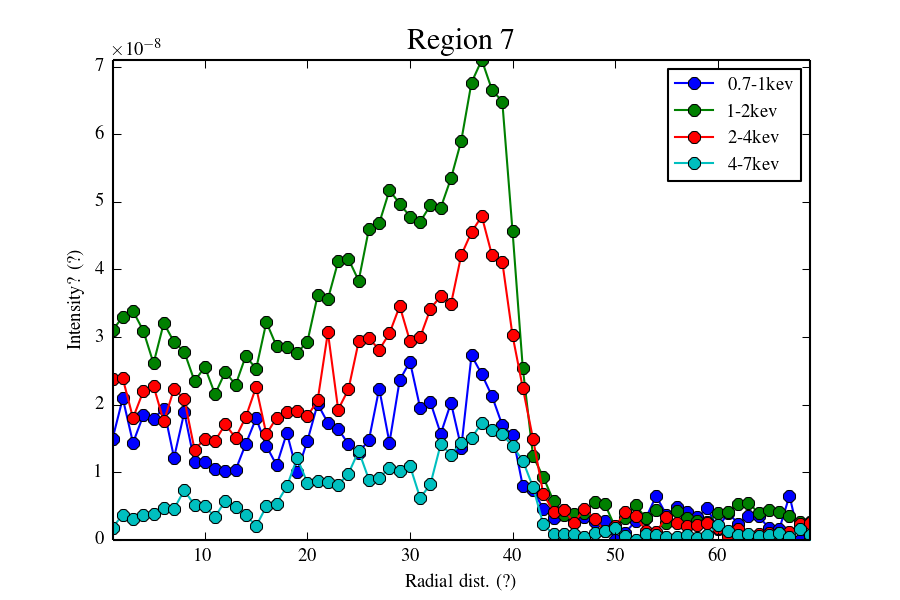 Region 7
×10⁻⁸
7
6
5
4
3
2
1
0
Intensity? (?)
10
20
30
40
50
60
Radial dist. (?)
0.7-1kev
1-2kev
2-4kev
4-7kev